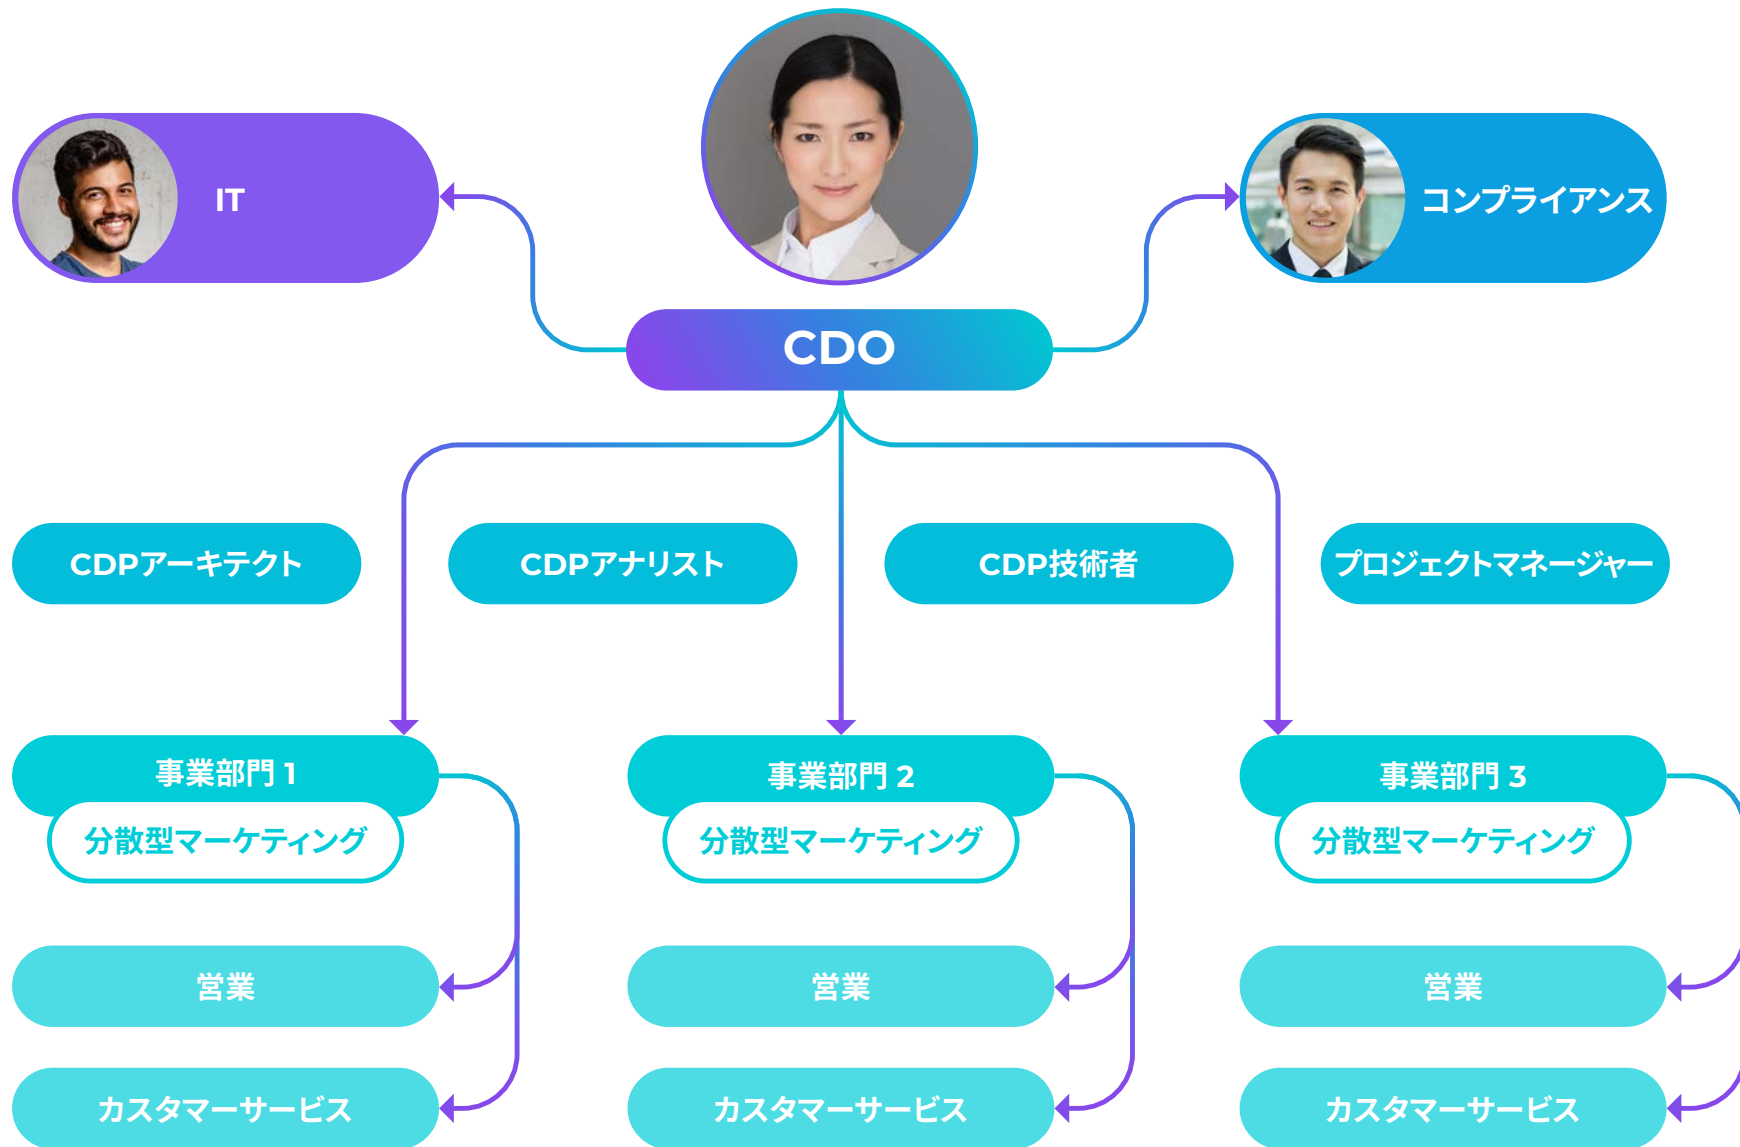 IT
コンプライアンス
CDO
CDPアーキテクト
CDPアナリスト
CDP技術者
プロジェクトマネージャー
事業部門 1
事業部門 2
事業部門 3
分散型マーケティング
分散型マーケティング
分散型マーケティング
営業
営業
営業
カスタマーサービス
カスタマーサービス
カスタマーサービス